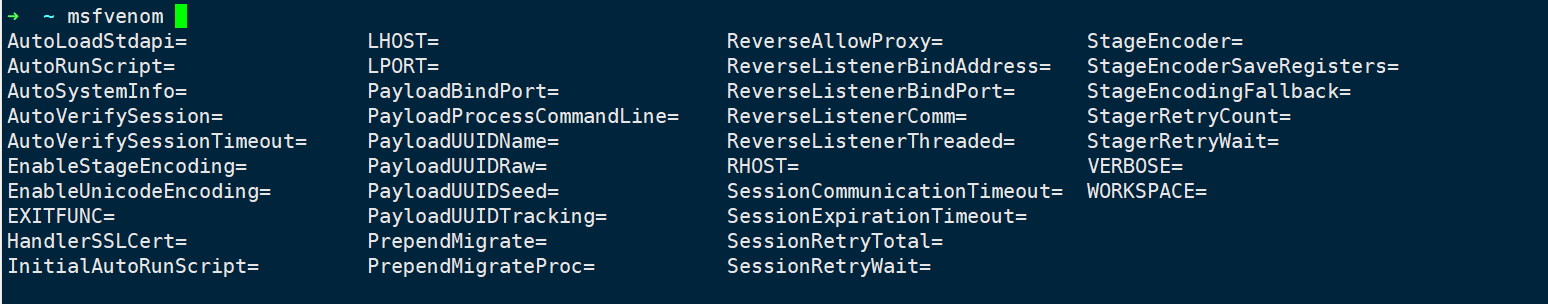 ➜ ~ msfvenom
AutoLoadStdapi= LHOST= ReverseAllowProxy= StageEncoder=
AutoRunScript= LPORT= ReverseListenerBindAddress= StageEncoderSaveRegisters=
AutoSystemInfo= PayloadBindPort= ReverseListenerBindPort= StageEncodingFallback=
AutoVerifySession= PayloadProcessCommandLine= ReverseListenerComm= StagerRetryCount=
AutoVerifySessionTimeout= PayloadUUIDName= ReverseListenerThreaded= StagerRetryWait=
EnableStageEncoding= PayloadUUIDRaw= RHOST= VERBOSE=
EnableUnicodeEncoding= PayloadUUIDSeed= SessionCommunicationTimeout= WORKSPACE=
EXITFUNC= PayloadUUIDTracking= SessionExpirationTimeout=
HandlerSSLCert= PrependMigrate= SessionRetryTotal=
InitialAutoRunScript= PrependMigrateProc= SessionRetryWait=